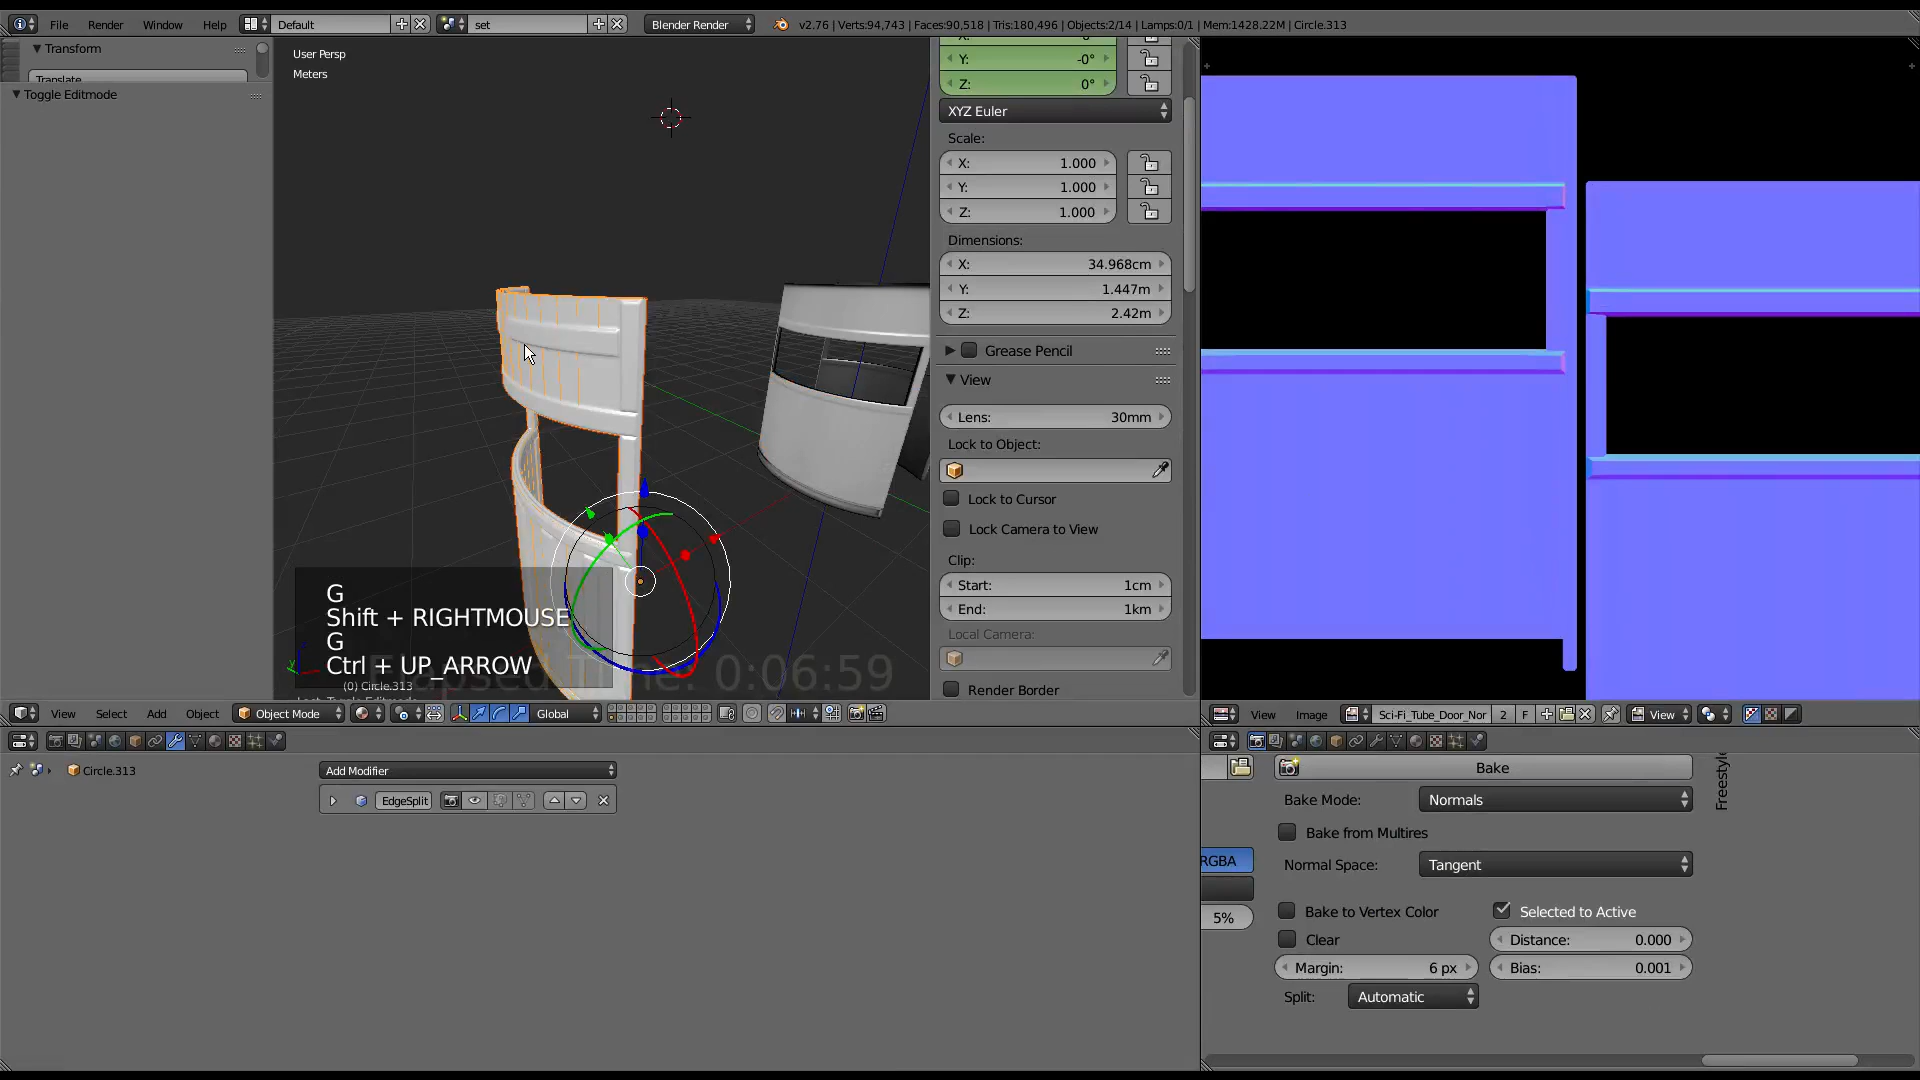 File Render Window Help Default set Blender Render v2.76 | Verts:94,743 | Faces:90,518 | Tris:180,496 | Objects:2/14 | Lamps:0/1 | Mem:1428.22M | Circle.313
Transform
Translate
Toggle Editmode
User Persp
Meters
Y: -0°
Z: 0°
XYZ Euler
Scale:
X: 1.000
Y: 1.000
Z: 1.000
Dimensions:
X: 34.968cm
Y: 1.447m
Z: 2.42m
Grease Pencil
View
Lens: 30mm
Lock to Object:
Lock to Cursor
Lock Camera to View
Clip:
Start: 1cm
End: 1km
Local Camera:
Render Border
G
Shift + RIGHTMOUSE
G
Ctrl + UP_ARROW
Elapsed Time: 0:06:59
(0) Circle.313
View Select Add Object Object Mode Global
View Image Sci-Fi_Tube_Door_Nor 2 F View
Circle.313
Add Modifier
EdgeSplit
Bake
Bake Mode: Normals
Bake from Multires
Normal Space: Tangent
Bake to Vertex Color Selected to Active
Clear Distance: 0.000
Margin: 6 px Bias: 0.001
Split: Automatic
RGBA
5%
Freestyle